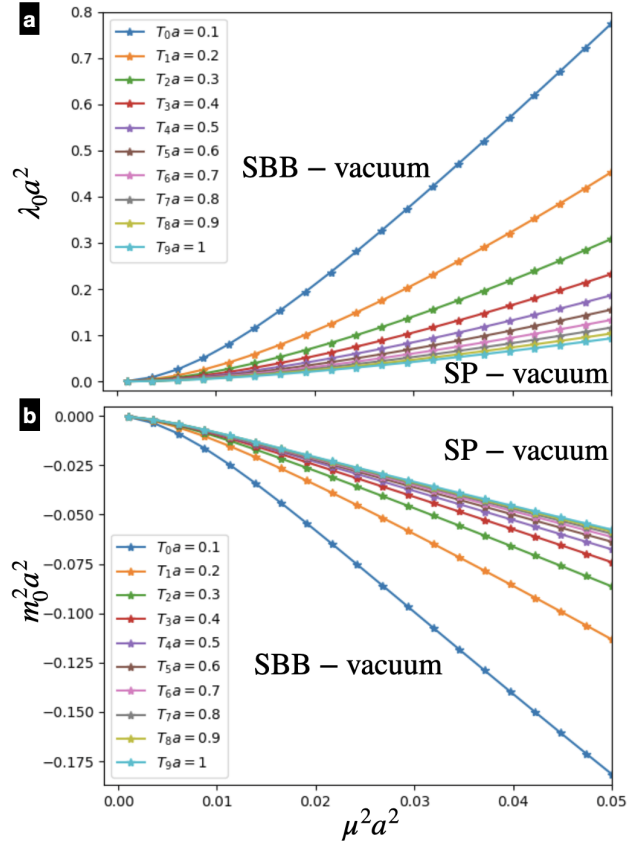 a
0.8
0.7
0.6
0.5
0.4
0.3
0.2
0.1
0.0
λ₀a²
T₀a = 0.1
T₁a = 0.2
T₂a = 0.3
T₃a = 0.4
T₄a = 0.5
T₅a = 0.6
T₆a = 0.7
T₇a = 0.8
T₈a = 0.9
T₉a = 1
SBB – vacuum
SP – vacuum
b
0.000
−0.025
−0.050
−0.075
−0.100
−0.125
−0.150
−0.175
m₀²a²
SP – vacuum
T₀a = 0.1
T₁a = 0.2
T₂a = 0.3
T₃a = 0.4
T₄a = 0.5
T₅a = 0.6
T₆a = 0.7
T₇a = 0.8
T₈a = 0.9
T₉a = 1
SBB – vacuum
0.00 0.01 0.02 0.03 0.04 0.05
μ²a²